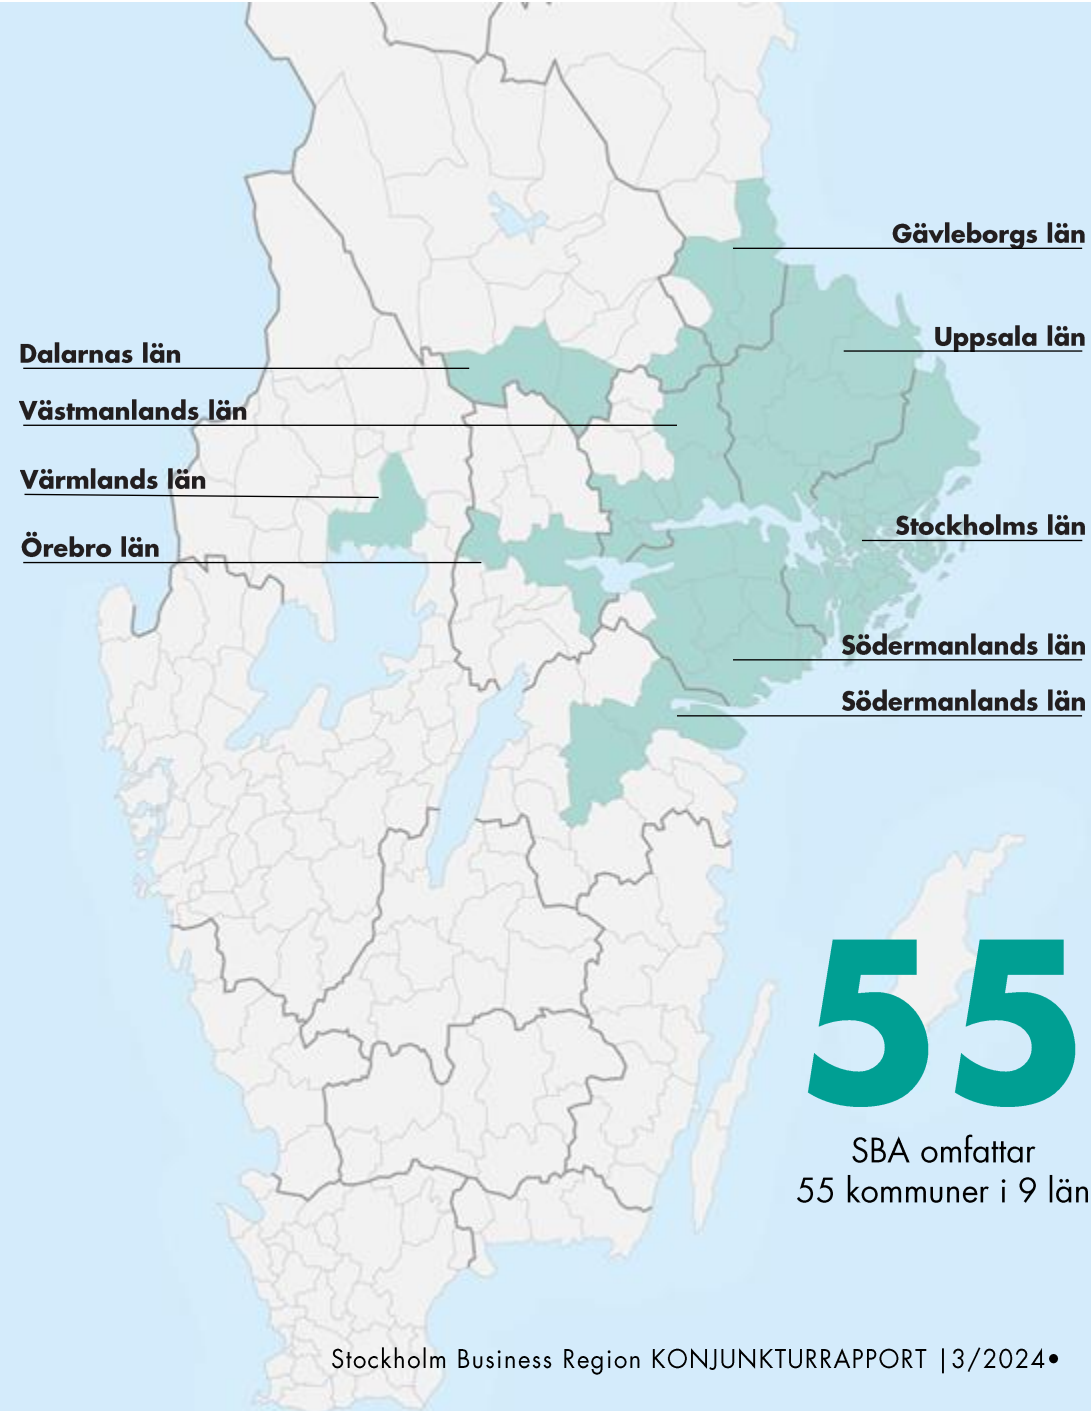 Gävleborgs län
Uppsala län
Dalarnas län
Västmanlands län
Värmlands län
Stockholms län
Örebro län
Södermanlands län
Södermanlands län
55
SBA omfattar
55 kommuner i 9 län
Stockholm Business Region KONJUNKTURRAPPORT |3/2024•